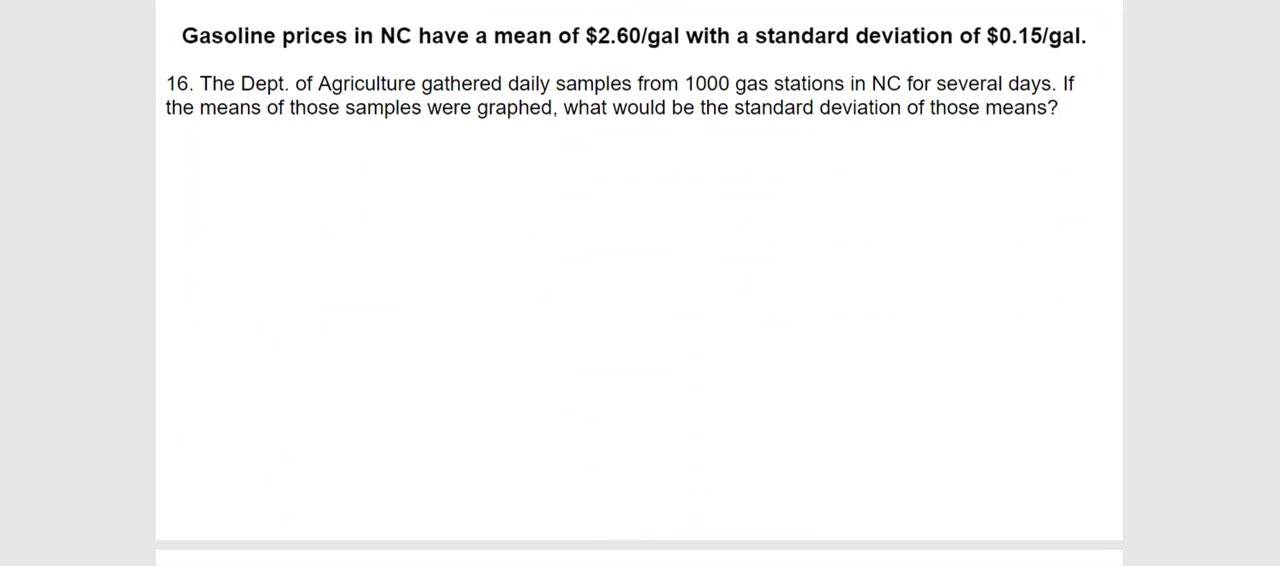 Gasoline prices in NC have a mean of $2.60/gal with a standard deviation of $0.15/gal.
16. The Dept. of Agriculture gathered daily samples from 1000 gas stations in NC for several days. If
the means of those samples were graphed, what would be the standard deviation of those means?